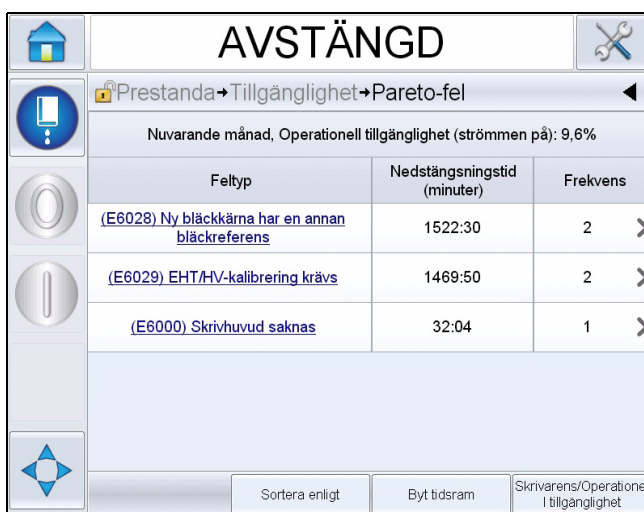 AVSTÄNGD
Prestanda→Tillgänglighet→Pareto-fel
Nuvarande månad, Operationell tillgänglighet (strömmen på): 9,6%
Feltyp
Nedstängsningstid
(minuter)
Frekvens
(E6028) Ny bläckkärna har en annan
bläckreferens
1522:30
2
(E6029) EHT/HV-kalibrering krävs
1469:50
2
(E6000) Skrivhuvud saknas
32:04
1
Sortera enligt
Byt tidsram
Skrivarens/Operatione
l tillgänglighet